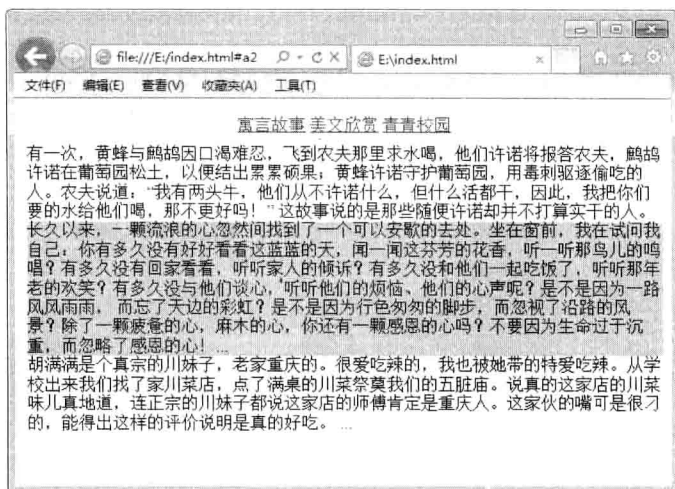 file:///E:/index.html#a2
E:\index.html
文件(F) 编辑(E) 查看(V) 收藏夹(A) 工具(T)
寓言故事 美文欣赏 青青校园
有一次，黄蜂与鹧鸪因口渴难忍，飞到农夫那里求水喝，他们许诺将报答农夫，鹧鸪
许诺在葡萄园松土，以便结出累累硕果；黄蜂许诺守护葡萄园，用毒刺驱逐偷吃的
人。农夫说道：“我有两头牛，他们从不许诺什么，但什么活都干，因此，我把你们
要的水给他们喝，那不更好吗！”这故事说的是那些随便许诺却并不打算实干的人。
长久以来，一颗流浪的心忽然间找到了一个可以安歇的去处。坐在窗前，我在试问我
自己：你有多久没有好好看看这蓝蓝的天，闻一闻这芬芳的花香，听一听那鸟儿的鸣
唱？有多久没有回家看看，听听家人的倾诉？有多久没和他们一起吃饭了，听听那年
老的欢笑？有多久没与他们谈心，听听他们的烦恼、他们的心声呢？是不是因为一路
风风雨雨， 而忘了天边的彩虹？是不是因为行色匆匆的脚步，而忽视了沿路的风
景？除了一颗疲惫的心，麻木的心，你还有一颗感恩的心吗？不要因为生命过于沉
重，而忽略了感恩的心！...
胡满满是个真宗的川妹子，老家重庆的。很爱吃辣的，我也被她带的特爱吃辣。从学
校出来我们找了家川菜店，点了满桌的川菜祭奠我们的五脏庙。说真的这家店的川菜
味儿真地道，连正宗的川妹子都说这家店的师傅肯定是重庆人。这家伙的嘴可是很刁
的，能得出这样的评价说明是真的好吃。 ...